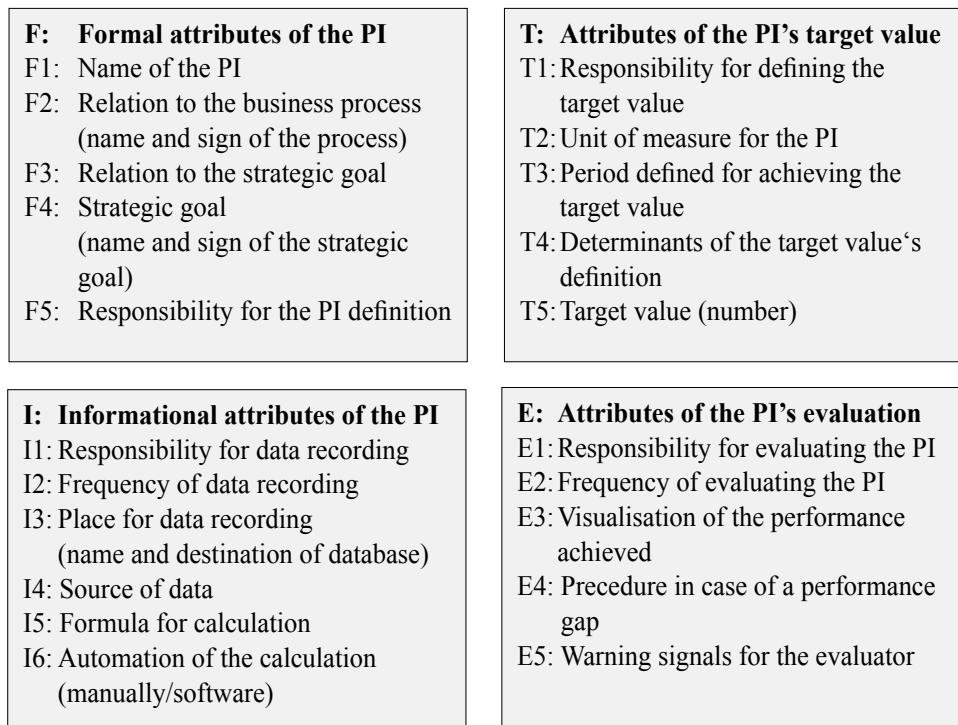 F: Formal attributes of the PI
F1: Name of the PI
F2: Relation to the business process
(name and sign of the process)
F3: Relation to the strategic goal
F4: Strategic goal
(name and sign of the strategic
goal)
F5: Responsibility for the PI definition
T: Attributes of the PI's target value
T1: Responsibility for defining the
target value
T2: Unit of measure for the PI
T3: Period defined for achieving the
target value
T4: Determinants of the target value‘s
definition
T5: Target value (number)
I: Informational attributes of the PI
I1: Responsibility for data recording
I2: Frequency of data recording
I3: Place for data recording
(name and destination of database)
I4: Source of data
I5: Formula for calculation
I6: Automation of the calculation
(manually/software)
E: Attributes of the PI's evaluation
E1: Responsibility for evaluating the PI
E2: Frequency of evaluating the PI
E3: Visualisation of the performance
achieved
E4: Precedure in case of a performance
gap
E5: Warning signals for the evaluator